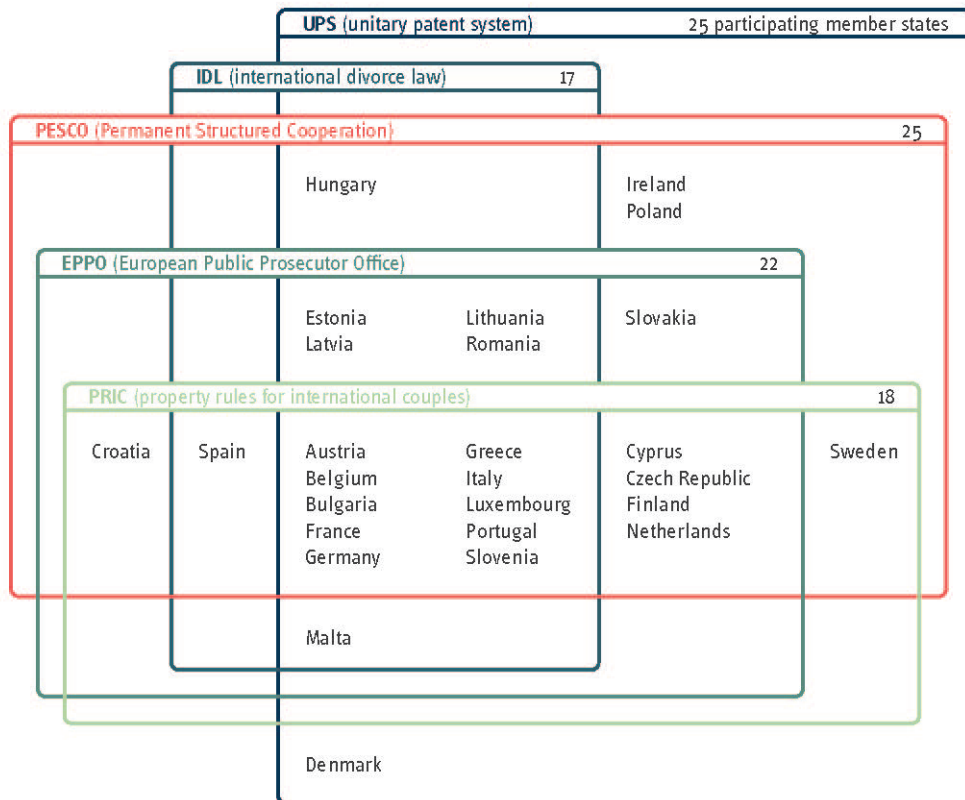 UPS (unitary patent system) 25 participating member states
IDL (international divorce law) 17
PESCO (Permanent Structured Cooperation) 25
Hungary Ireland
Poland
EPPO (European Public Prosecutor Office) 22
Estonia Lithuania Slovakia
Latvia Romania
PRIC (property rules for international couples) 18
Croatia Spain Austria Greece Cyprus Sweden
Belgium Italy Czech Republic
Bulgaria Luxembourg Finland
France Portugal Netherlands
Germany Slovenia
Malta
Denmark